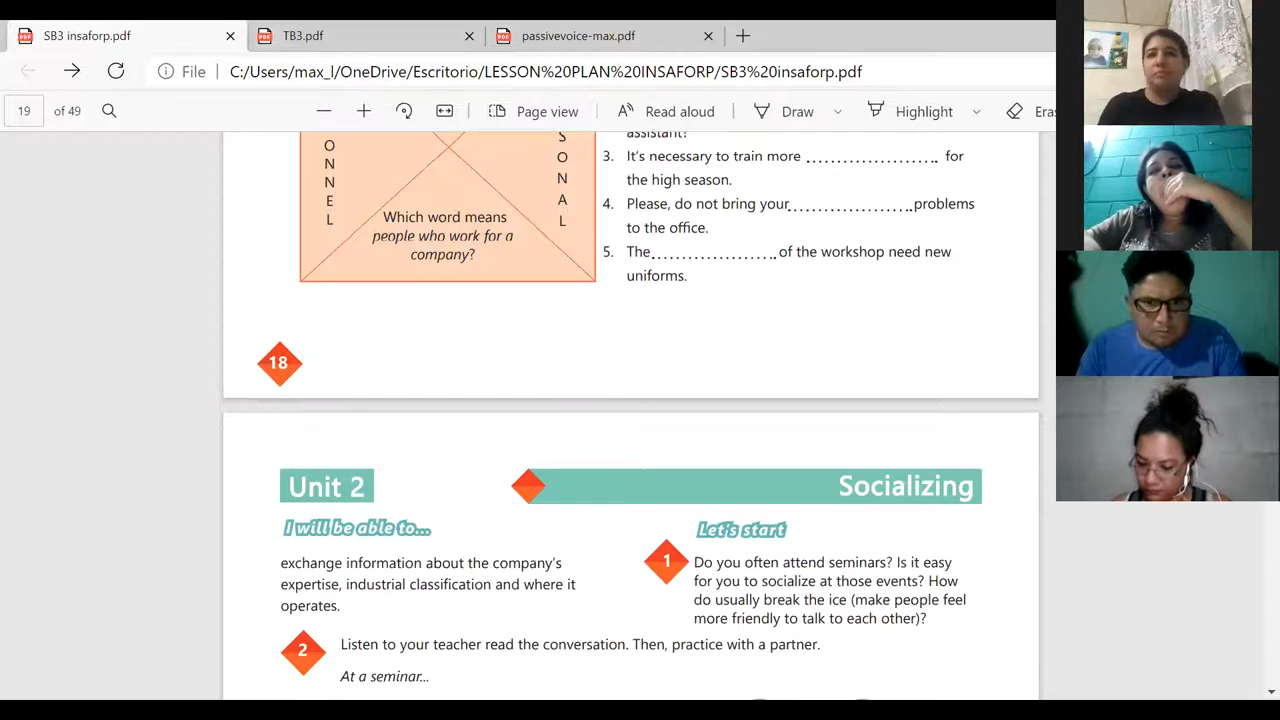 SB3 insaforp.pdf
TB3.pdf
passivevoice-max.pdf
File
C:/Users/max_l/OneDrive/Escritorio/LESSON%20PLAN%20INSAFORP/SB3%20insaforp.pdf
19 of 49
Page view
Read aloud
Draw
Highlight
Eras
O
N
N
E
L
S
O
N
A
L
Which word means
people who work for a
company?
assistant?
3. It's necessary to train more ..................... for
the high season.
4. Please, do not bring your.....................problems
to the office.
5. The.....................of the workshop need new
uniforms.
18
Unit 2
Socializing
I will be able to...
exchange information about the company's
expertise, industrial classification and where it
operates.
Let's start
1
Do you often attend seminars? Is it easy
for you to socialize at those events? How
do usually break the ice (make people feel
more friendly to talk to each other)?
2
Listen to your teacher read the conversation. Then, practice with a partner.
At a seminar...